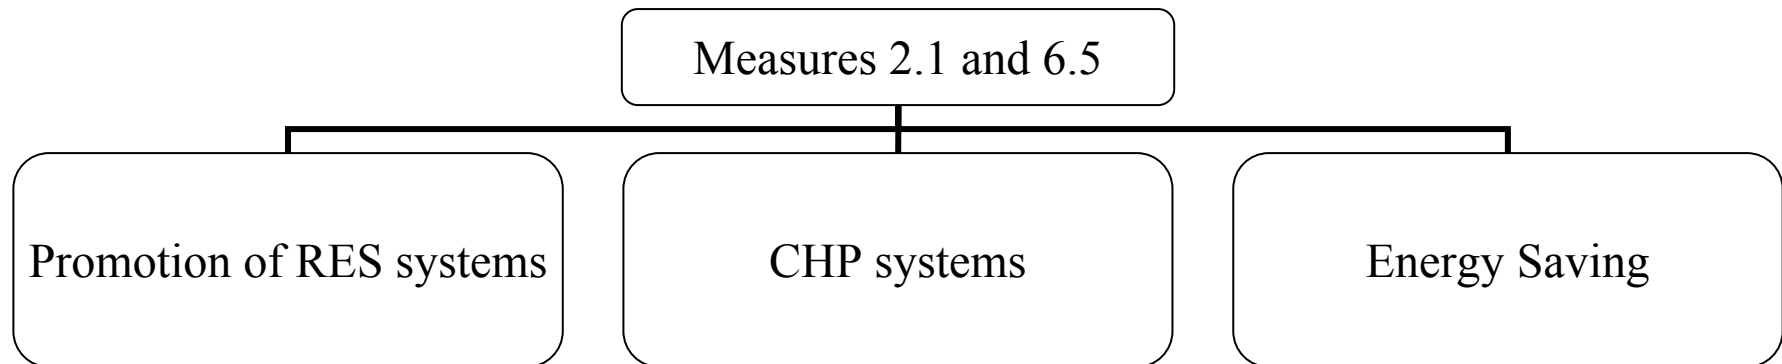 Measures 2.1 and 6.5
Promotion of RES systems
CHP systems
Energy Saving